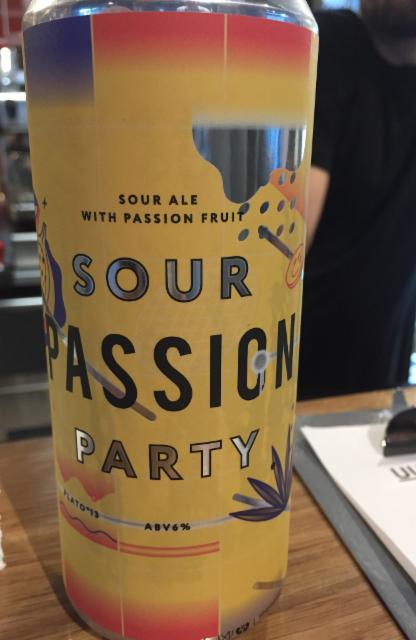 SOUR ALE
WITH PASSION FRUIT
SOUR
PASSION
PARTY
PLATO°13
ABV6%